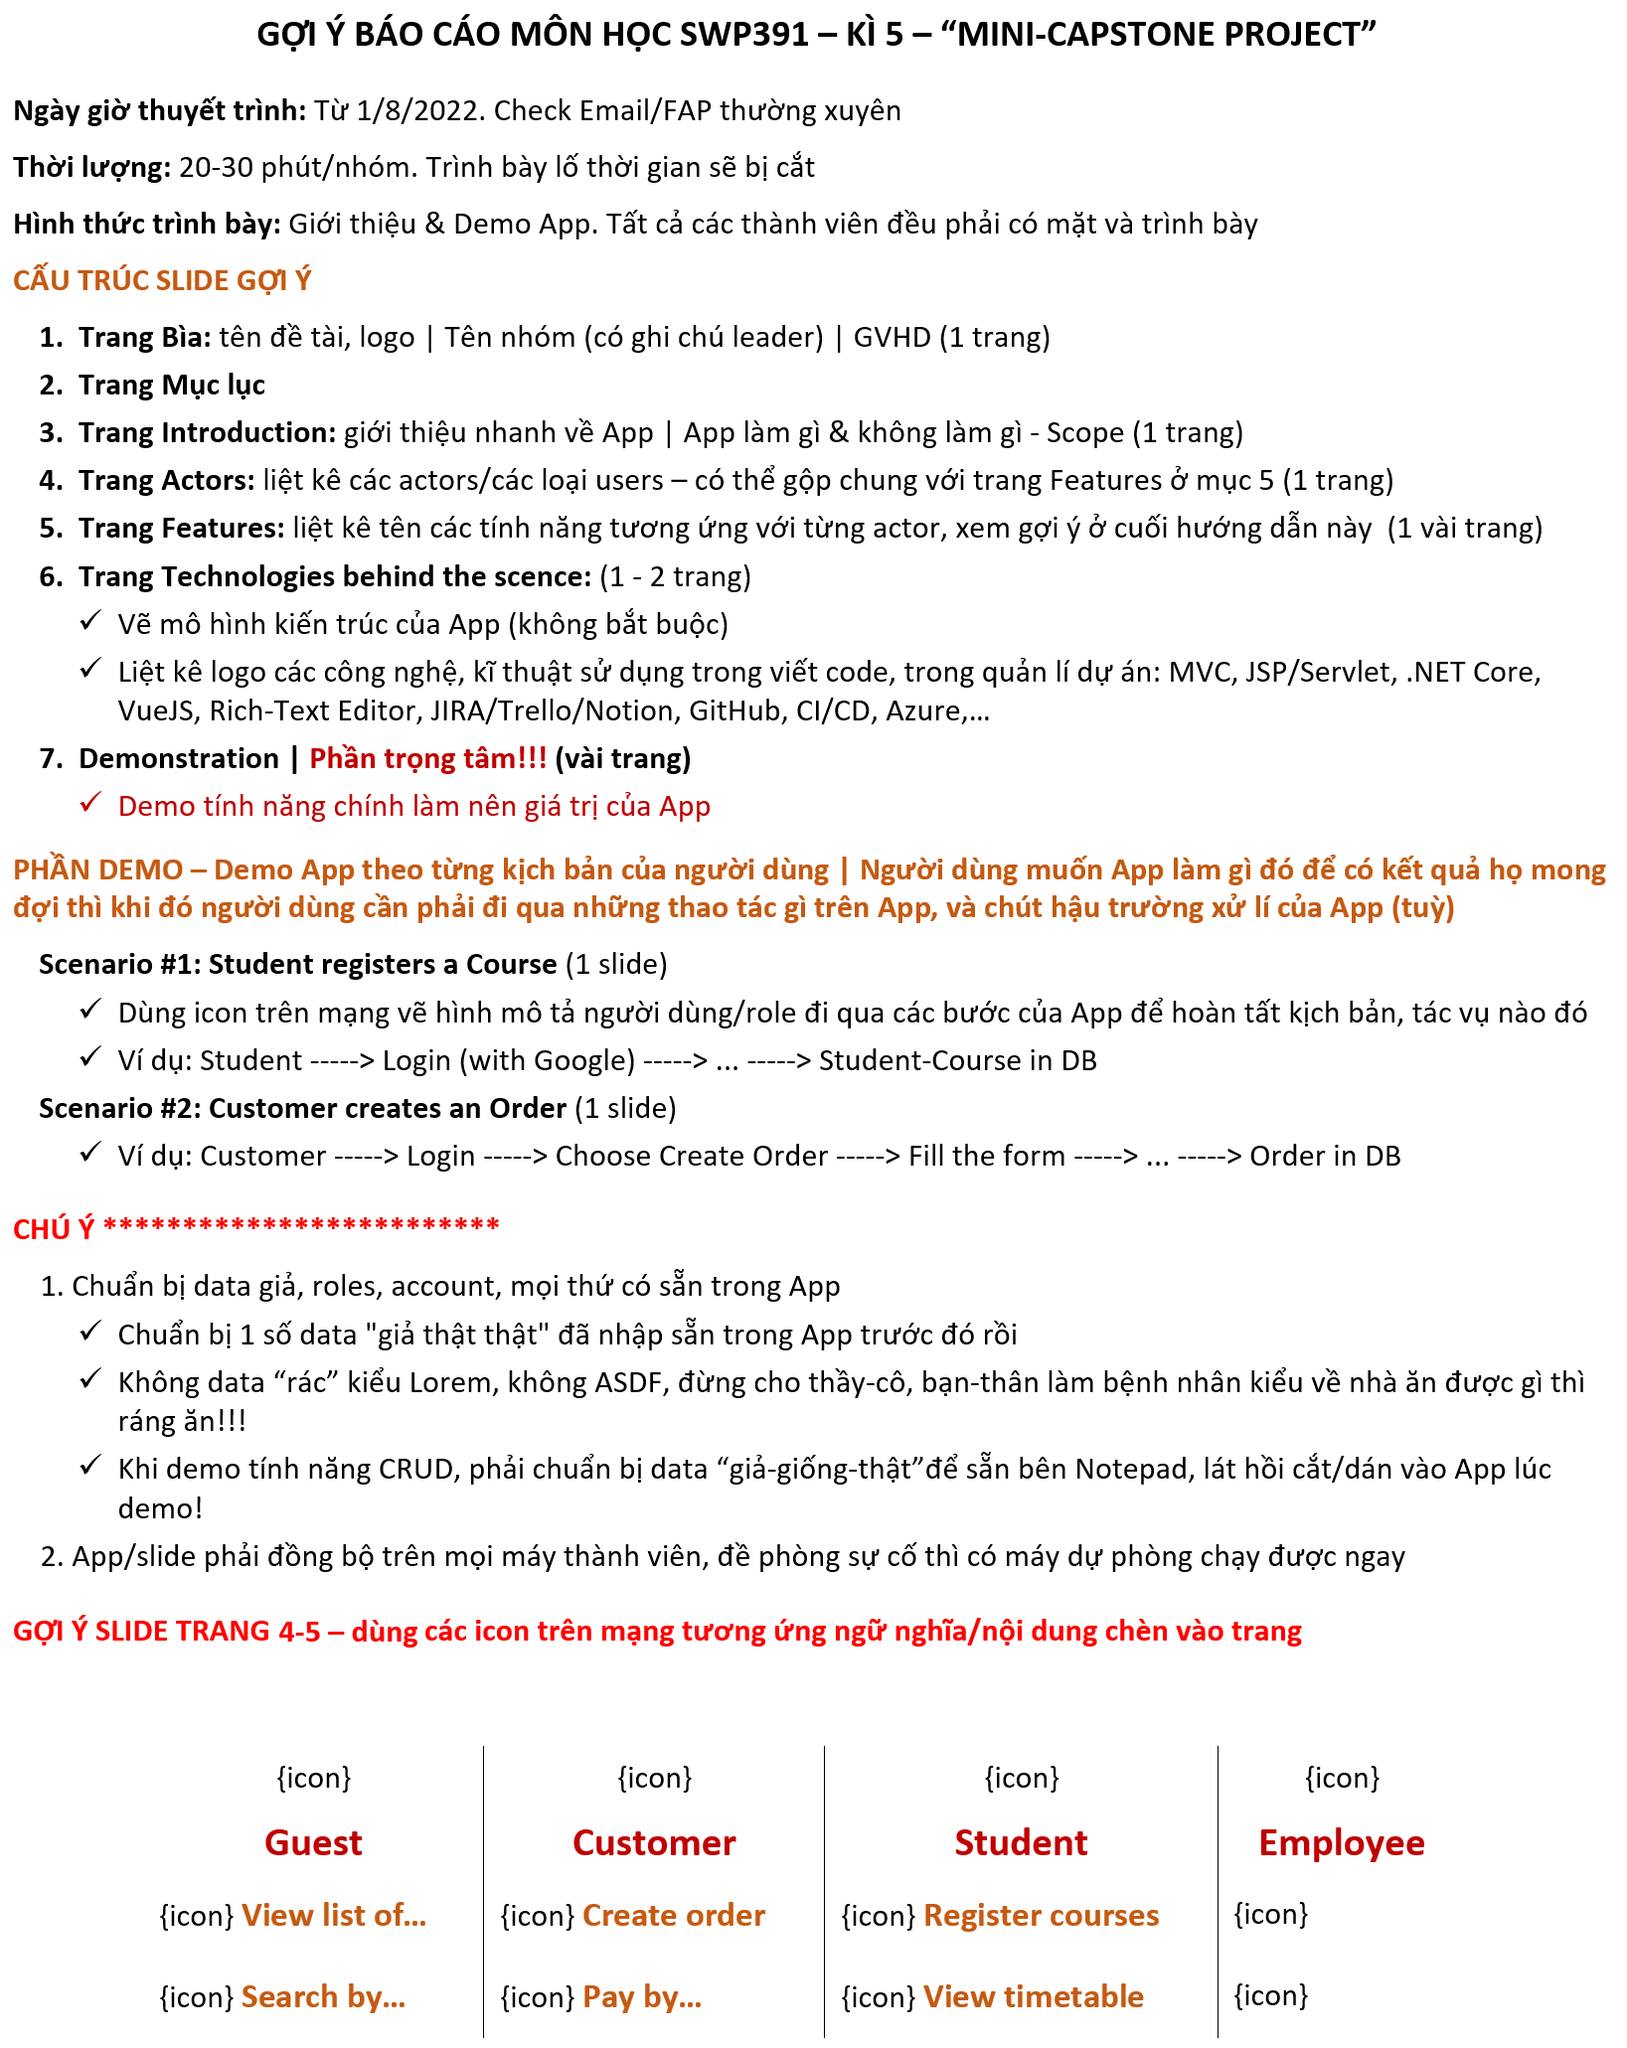 GỢI Ý BÁO CÁO MÔN HỌC SWP391 – KÌ 5 – “MINI-CAPSTONE PROJECT”
Ngày giờ thuyết trình: Từ 1/8/2022. Check Email/FAP thường xuyên
Thời lượng: 20-30 phút/nhóm. Trình bày lố thời gian sẽ bị cắt
Hình thức trình bày: Giới thiệu & Demo App. Tất cả các thành viên đều phải có mặt và trình bày
CẤU TRÚC SLIDE GỢI Ý
1. Trang Bìa: tên đề tài, logo | Tên nhóm (có ghi chú leader) | GVHD (1 trang)
2. Trang Mục lục
3. Trang Introduction: giới thiệu nhanh về App | App làm gì & không làm gì - Scope (1 trang)
4. Trang Actors: liệt kê các actors/các loại users – có thể gộp chung với trang Features ở mục 5 (1 trang)
5. Trang Features: liệt kê tên các tính năng tương ứng với từng actor, xem gợi ý ở cuối hướng dẫn này (1 vài trang)
6. Trang Technologies behind the scence: (1 - 2 trang)
✓ Vẽ mô hình kiến trúc của App (không bắt buộc)
✓ Liệt kê logo các công nghệ, kĩ thuật sử dụng trong viết code, trong quản lí dự án: MVC, JSP/Servlet, .NET Core,
VueJS, Rich-Text Editor, JIRA/Trello/Notion, GitHub, CI/CD, Azure,…
7. Demonstration | Phần trọng tâm!!! (vài trang)
✓ Demo tính năng chính làm nên giá trị của App
PHẦN DEMO – Demo App theo từng kịch bản của người dùng | Người dùng muốn App làm gì đó để có kết quả họ mong
đợi thì khi đó người dùng cần phải đi qua những thao tác gì trên App, và chút hậu trường xử lí của App (tuỳ)
Scenario #1: Student registers a Course (1 slide)
✓ Dùng icon trên mạng vẽ hình mô tả người dùng/role đi qua các bước của App để hoàn tất kịch bản, tác vụ nào đó
✓ Ví dụ: Student -----> Login (with Google) -----> ... -----> Student-Course in DB
Scenario #2: Customer creates an Order (1 slide)
✓ Ví dụ: Customer -----> Login -----> Choose Create Order -----> Fill the form -----> ... -----> Order in DB
CHÚ Ý *************************
1. Chuẩn bị data giả, roles, account, mọi thứ có sẵn trong App
✓ Chuẩn bị 1 số data "giả thật thật" đã nhập sẵn trong App trước đó rồi
✓ Không data “rác” kiểu Lorem, không ASDF, đừng cho thầy-cô, bạn-thân làm bệnh nhân kiểu về nhà ăn được gì thì
ráng ăn!!!
✓ Khi demo tính năng CRUD, phải chuẩn bị data “giả-giống-thật”để sẵn bên Notepad, lát hồi cắt/dán vào App lúc
demo!
2. App/slide phải đồng bộ trên mọi máy thành viên, đề phòng sự cố thì có máy dự phòng chạy được ngay
GỢI Ý SLIDE TRANG 4-5 – dùng các icon trên mạng tương ứng ngữ nghĩa/nội dung chèn vào trang
{icon} {icon} {icon} {icon}
Guest Customer Student Employee
{icon} View list of… {icon} Create order {icon} Register courses {icon}
{icon} Search by… {icon} Pay by… {icon} View timetable {icon}